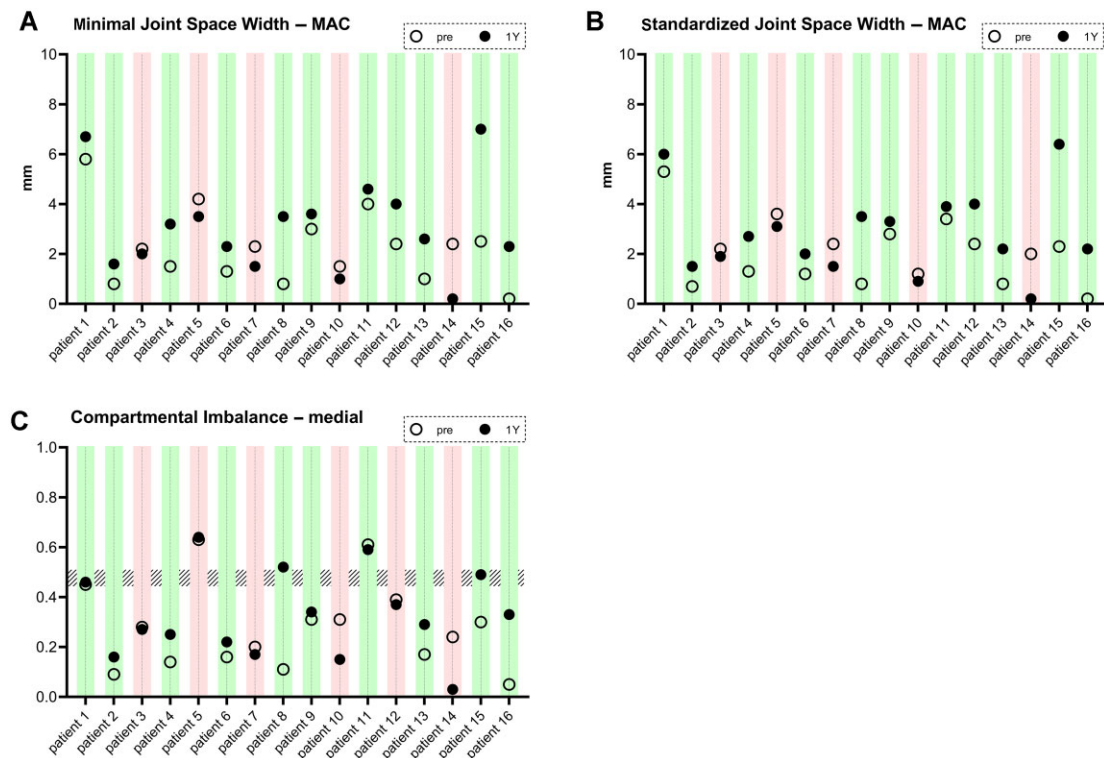 A
Minimal Joint Space Width – MAC
pre 1Y
10
8
6
4
2
0
mm
patient 1
patient 2
patient 3
patient 4
patient 5
patient 6
patient 7
patient 8
patient 9
patient 10
patient 11
patient 12
patient 13
patient 14
patient 15
patient 16
B
Standardized Joint Space Width – MAC
pre 1Y
10
8
6
4
2
0
mm
patient 1
patient 2
patient 3
patient 4
patient 5
patient 6
patient 7
patient 8
patient 9
patient 10
patient 11
patient 12
patient 13
patient 14
patient 15
patient 16
C
Compartmental Imbalance – medial
pre 1Y
1.0
0.8
0.6
0.4
0.2
0.0
patient 1
patient 2
patient 3
patient 4
patient 5
patient 6
patient 7
patient 8
patient 9
patient 10
patient 11
patient 12
patient 13
patient 14
patient 15
patient 16